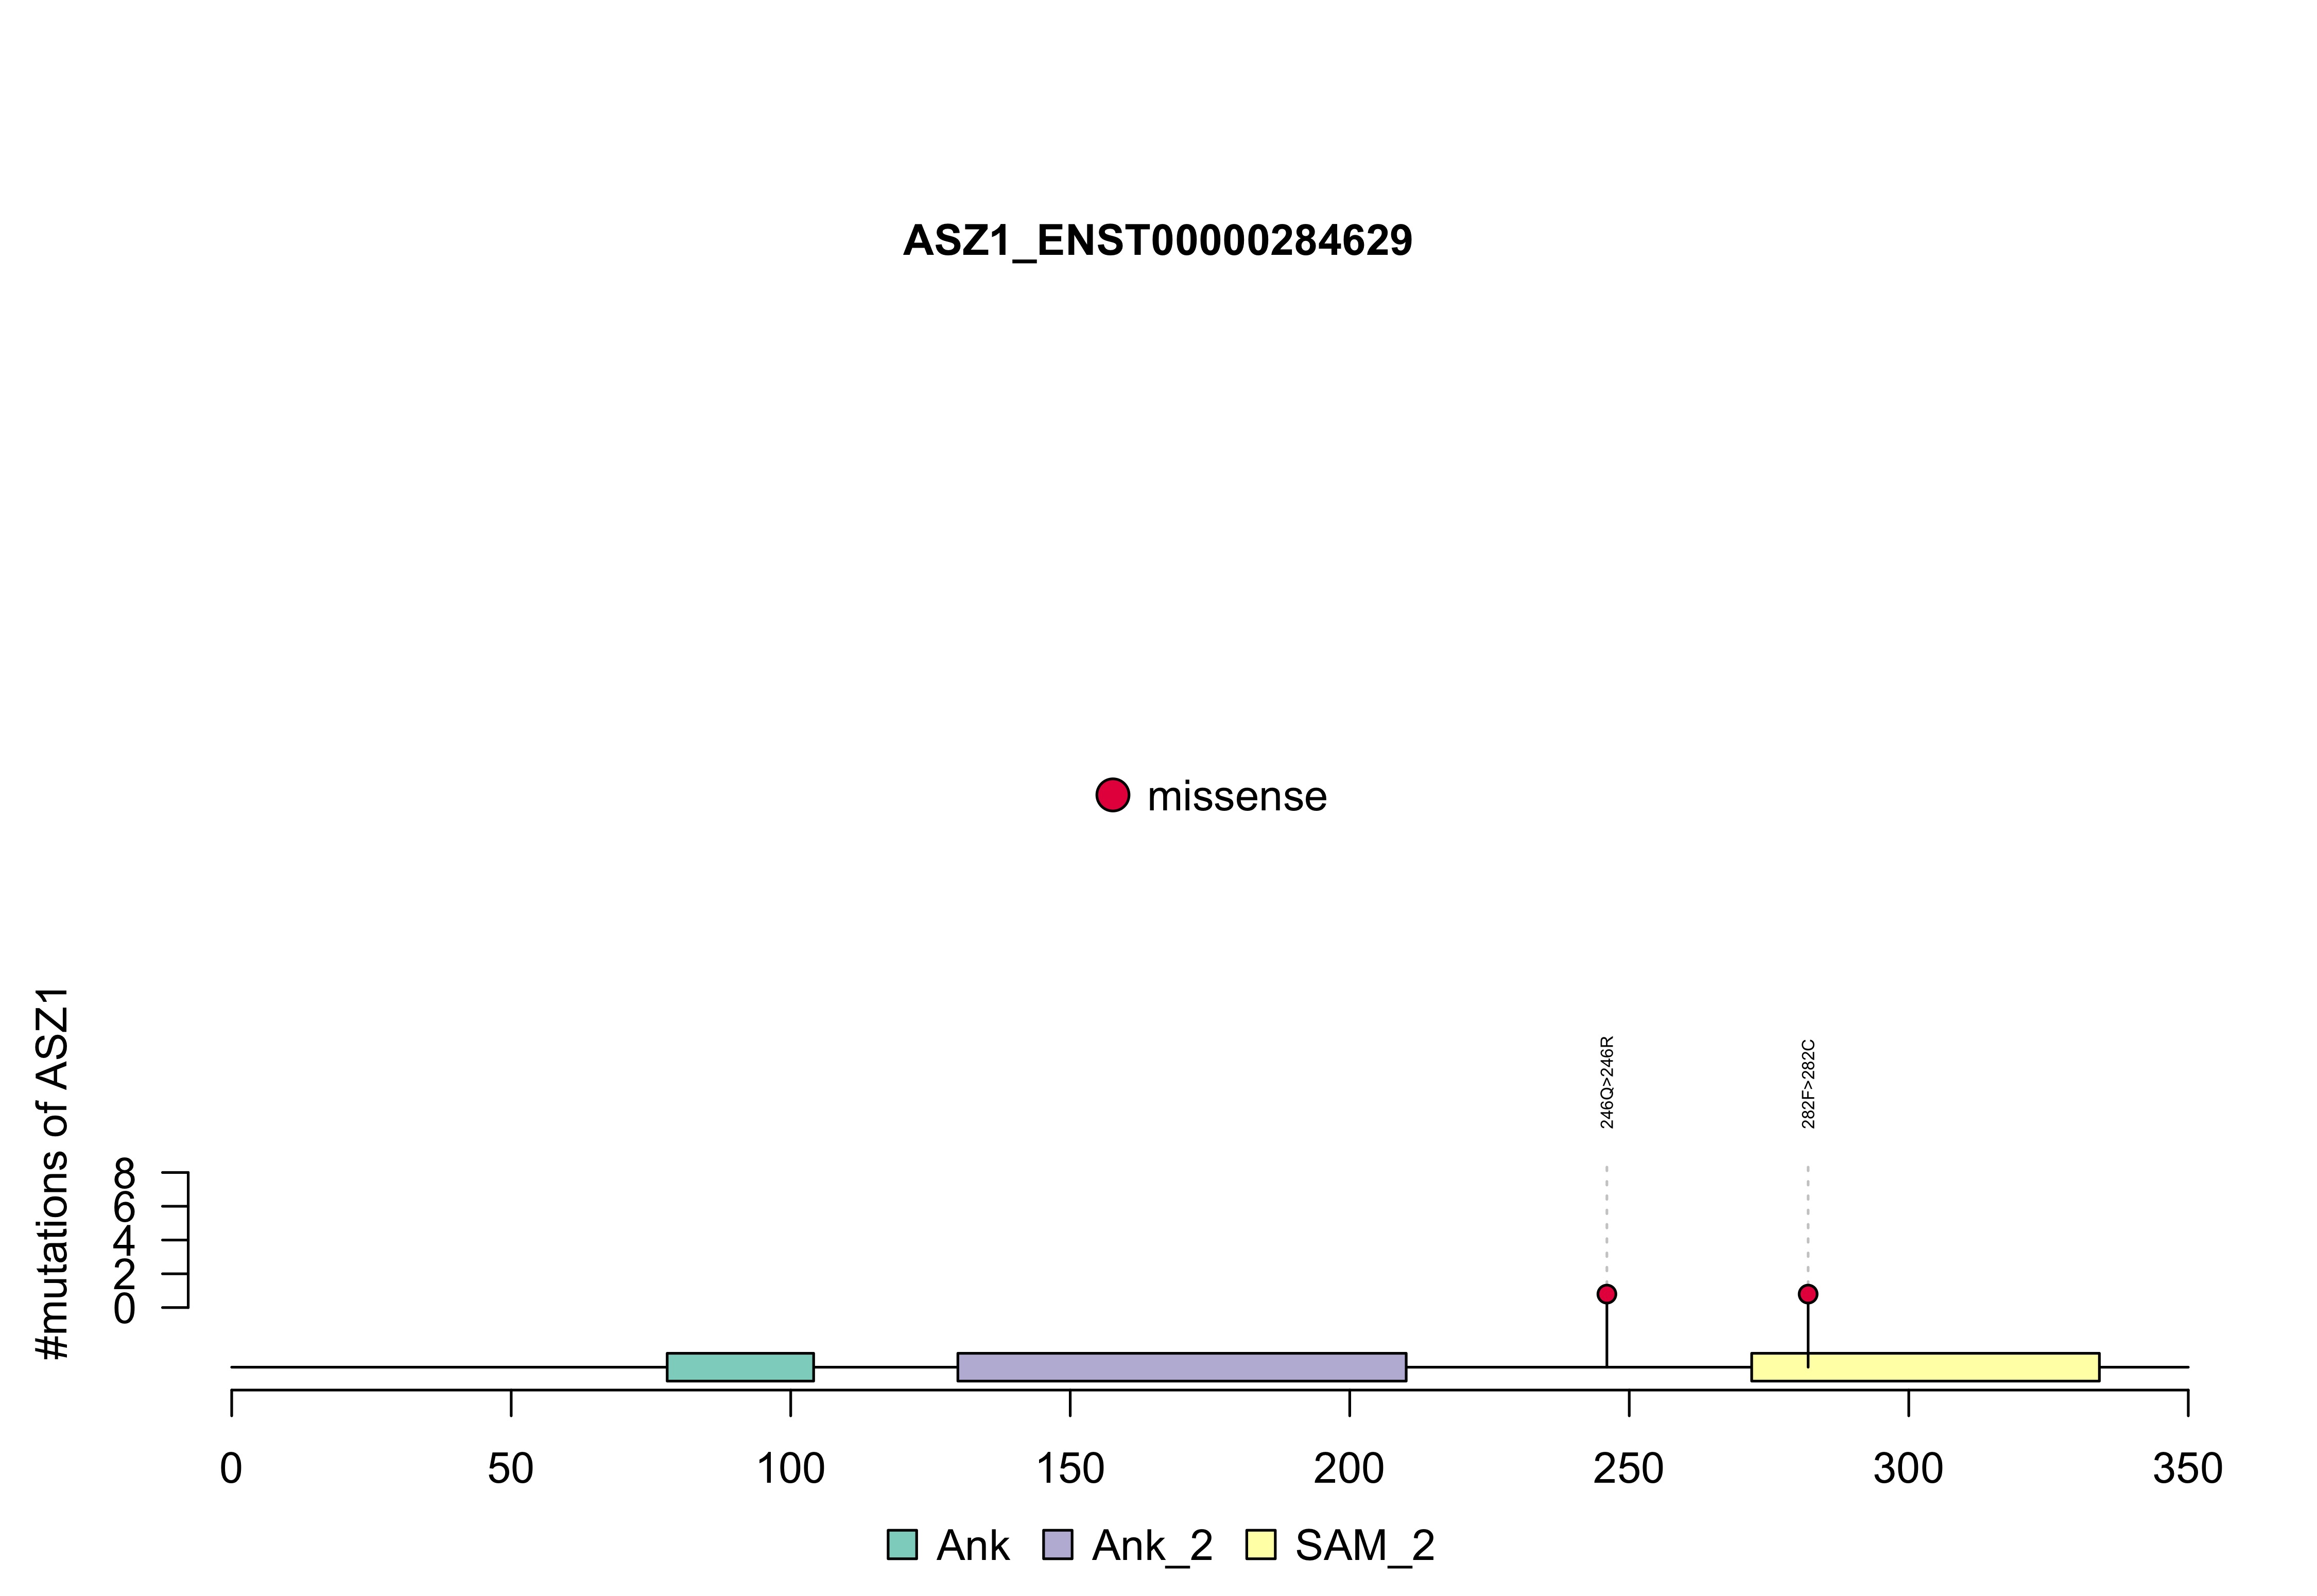 ASZ1_ENST00000284629
missense
#mutations of ASZ1
246Q>246R
282F>282C
8
6
4
2
0
0 50 100 150 200 250 300 350
Ank Ank_2 SAM_2